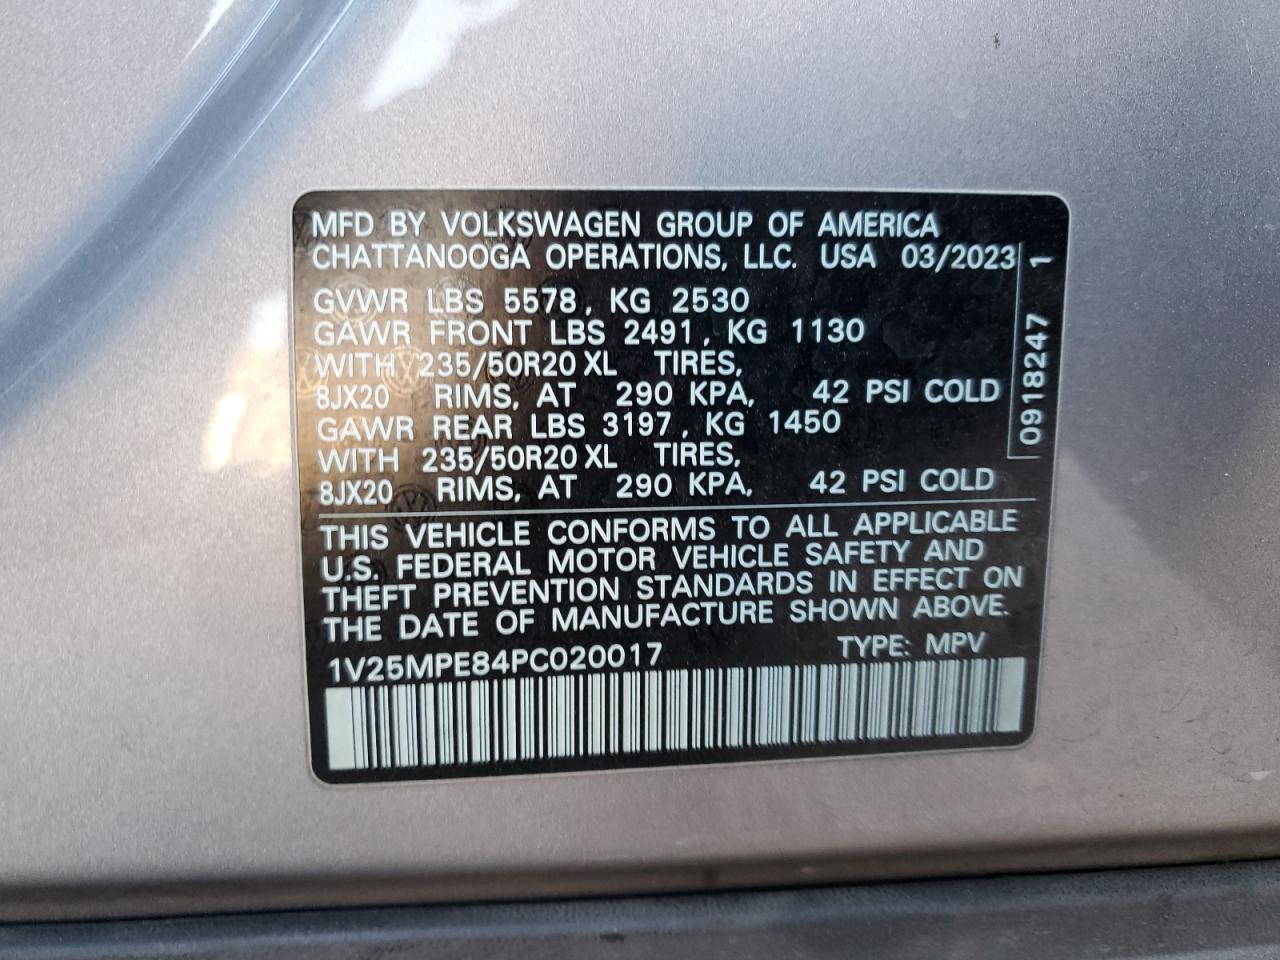 MFD BY VOLKSWAGEN GROUP OF AMERICA
CHATTANOOGA OPERATIONS, LLC. USA 03/2023
GVWR LBS 5578, KG 2530
GAWR FRONT LBS 2491, KG 1130
WITH 235/50R20 XL TIRES,
8JX20 RIMS, AT 290 KPA, 42 PSI COLD
GAWR REAR LBS 3197, KG 1450
WITH 235/50R20 XL TIRES,
8JX20 RIMS, AT 290 KPA, 42 PSI COLD
0918247 1
THIS VEHICLE CONFORMS TO ALL APPLICABLE
U.S. FEDERAL MOTOR VEHICLE SAFETY AND
THEFT PREVENTION STANDARDS IN EFFECT ON
THE DATE OF MANUFACTURE SHOWN ABOVE.
1V25MPE84PC020017 TYPE: MPV